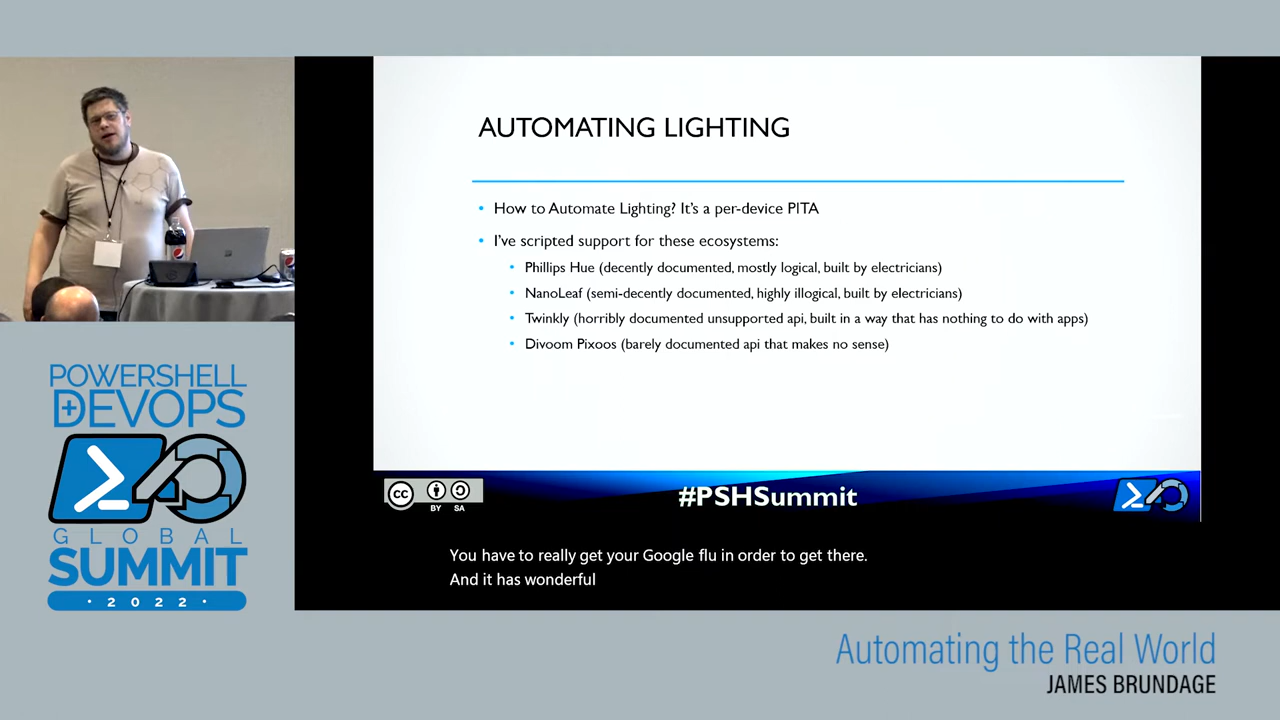 AUTOMATING LIGHTING
• How to Automate Lighting? It's a per-device PITA
• I've scripted support for these ecosystems:
• Phillips Hue (decently documented, mostly logical, built by electricians)
• NanoLeaf (semi-decently documented, highly illogical, built by electricians)
• Twinkly (horribly documented unsupported api, built in a way that has nothing to do with apps)
• Divoom Pixoos (barely documented api that makes no sense)
cc
BY SA
#PSHSummit
You have to really get your Google flu in order to get there.
And it has wonderful
POWERSHELL
+DEVOPS
GLOBAL
SUMMIT
· 2022 ·
Automating the Real World
JAMES BRUNDAGE